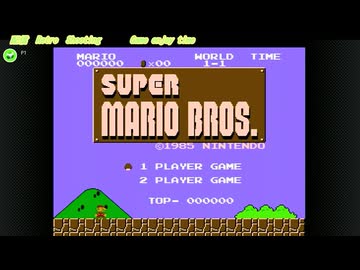 Retro Shooting Game enjoy time
P1
MARIO WORLD TIME
000000 x00 1-1
SUPER
MARIO BROS.
©1985 NINTENDO
1 PLAYER GAME
2 PLAYER GAME
TOP- 000000